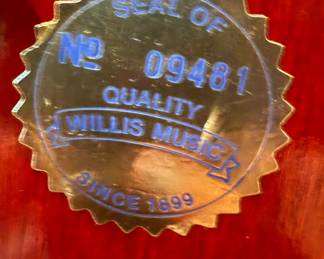 SEAL OF
No 09481
QUALITY
WILLIS MUSIC
SINCE 1899